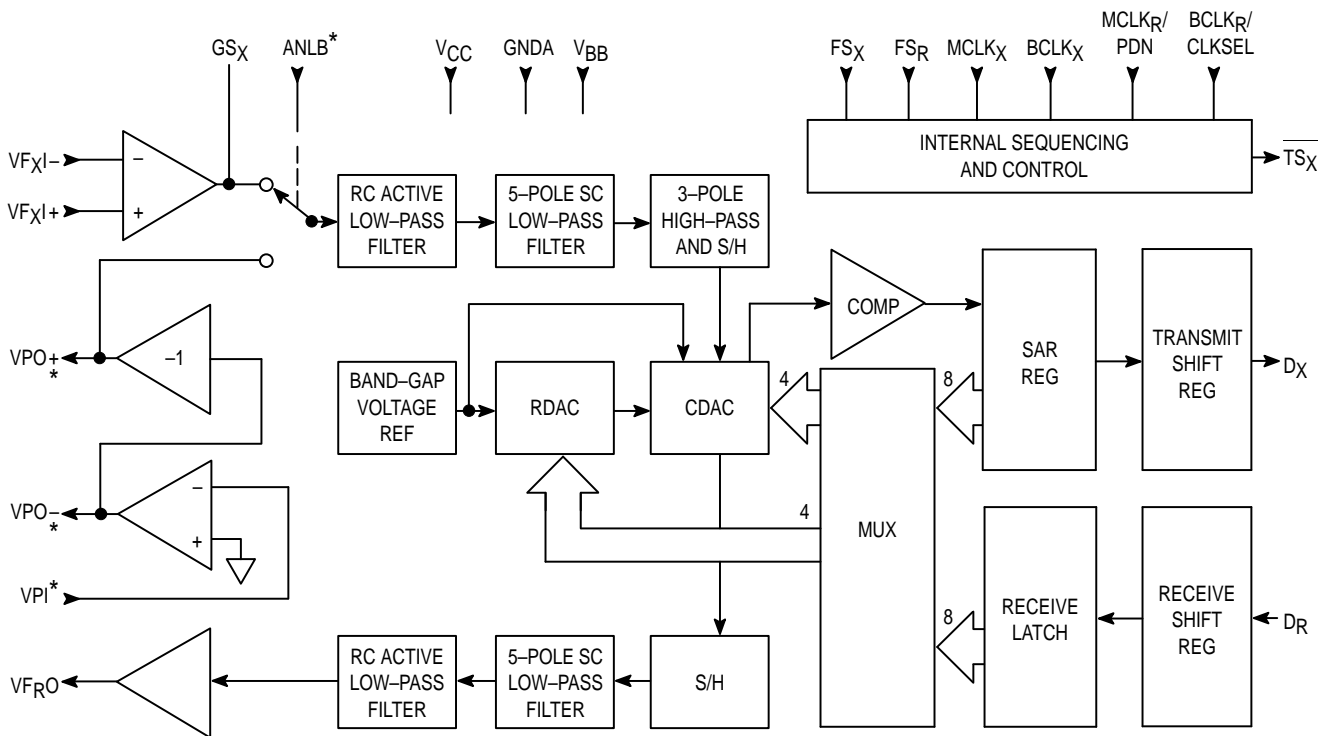 GSX
ANLB*
VCC
GNDA
VBB
FSX
FSR
MCLKX
BCLKX
MCLKR/
PDN
BCLKR/
CLKSEL
INTERNAL SEQUENCING
AND CONTROL
TSX
VFXI–
VFXI+
–
+
RC ACTIVE
LOW–PASS
FILTER
5–POLE SC
LOW–PASS
FILTER
3–POLE
HIGH–PASS
AND S/H
COMP
SAR
REG
TRANSMIT
SHIFT
REG
DX
VPO+
*
–1
BAND–GAP
VOLTAGE
REF
RDAC
CDAC
4
8
VPO–
*
–
+
4
MUX
VPI*
8
RECEIVE
LATCH
RECEIVE
SHIFT
REG
DR
VFRO
RC ACTIVE
LOW–PASS
FILTER
5–POLE SC
LOW–PASS
FILTER
S/H